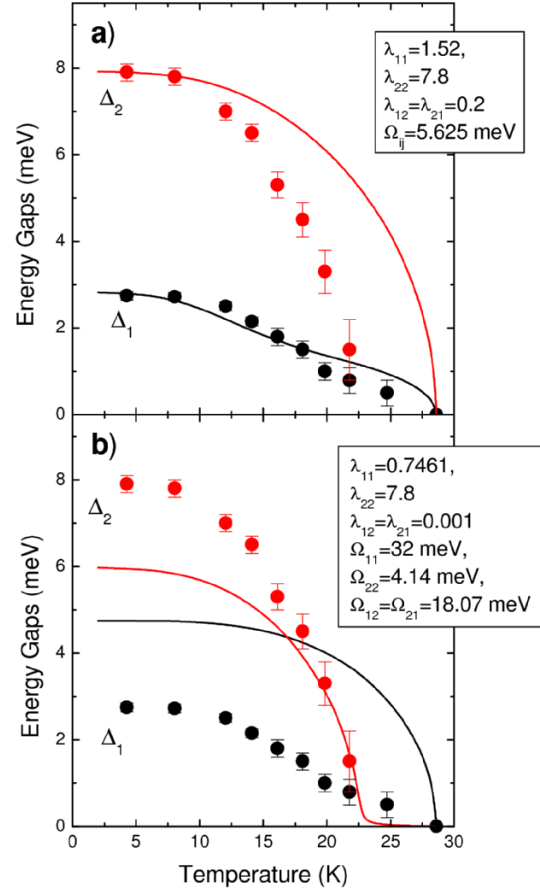 a)
λ₁₁=1.52,
λ₂₂=7.8
λ₁₂=λ₂₁=0.2
Ω_ij=5.625 meV
8
6
4
2
0
Δ₂
Δ₁
Energy Gaps (meV)
b)
λ₁₁=0.7461,
λ₂₂=7.8
λ₁₂=λ₂₁=0.001
Ω₁₁=32 meV,
Ω₂₂=4.14 meV,
Ω₁₂=Ω₂₁=18.07 meV
8
6
4
2
0
Δ₂
Δ₁
Energy Gaps (meV)
0 5 10 15 20 25 30
Temperature (K)